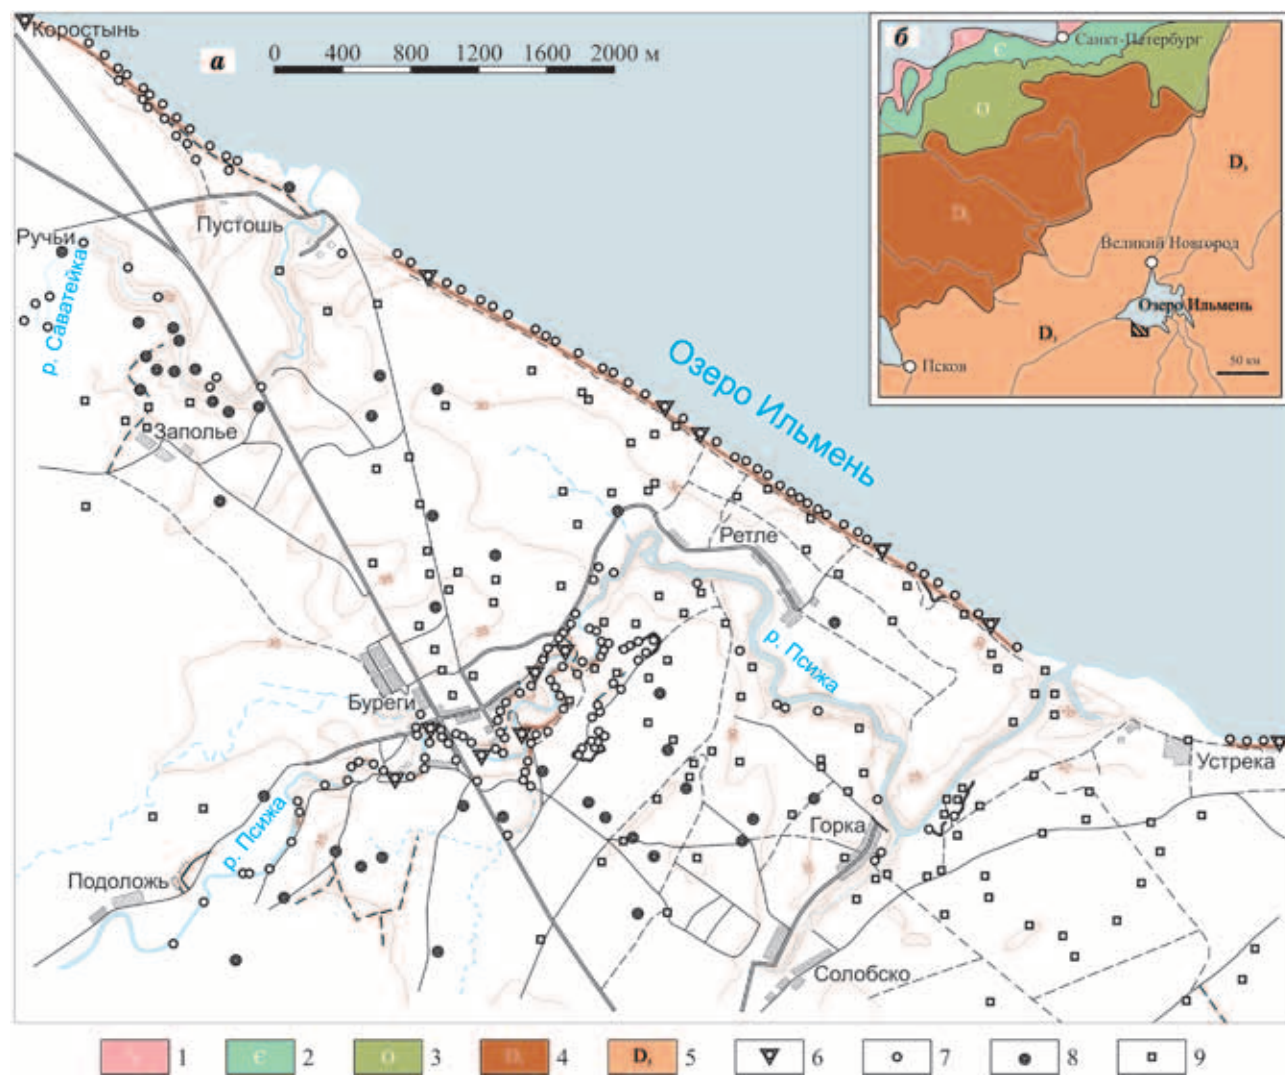 Коростынь
а
0 400 800 1200 1600 2000 м
б
Санкт-Петербург
Є
О
D₃
Великий Новгород
Озеро Ильмень
D₃
Псков
50 км
Пустошь
Ручьи
р. Саватейка
Озеро Ильмень
Заполье
Ретле
р. Псижа
Буреги
Устрека
р. Псижа
Горка
Подоложь
Солобско
1
Є 2
О 3
4
D₃ 5
6
7
8
9